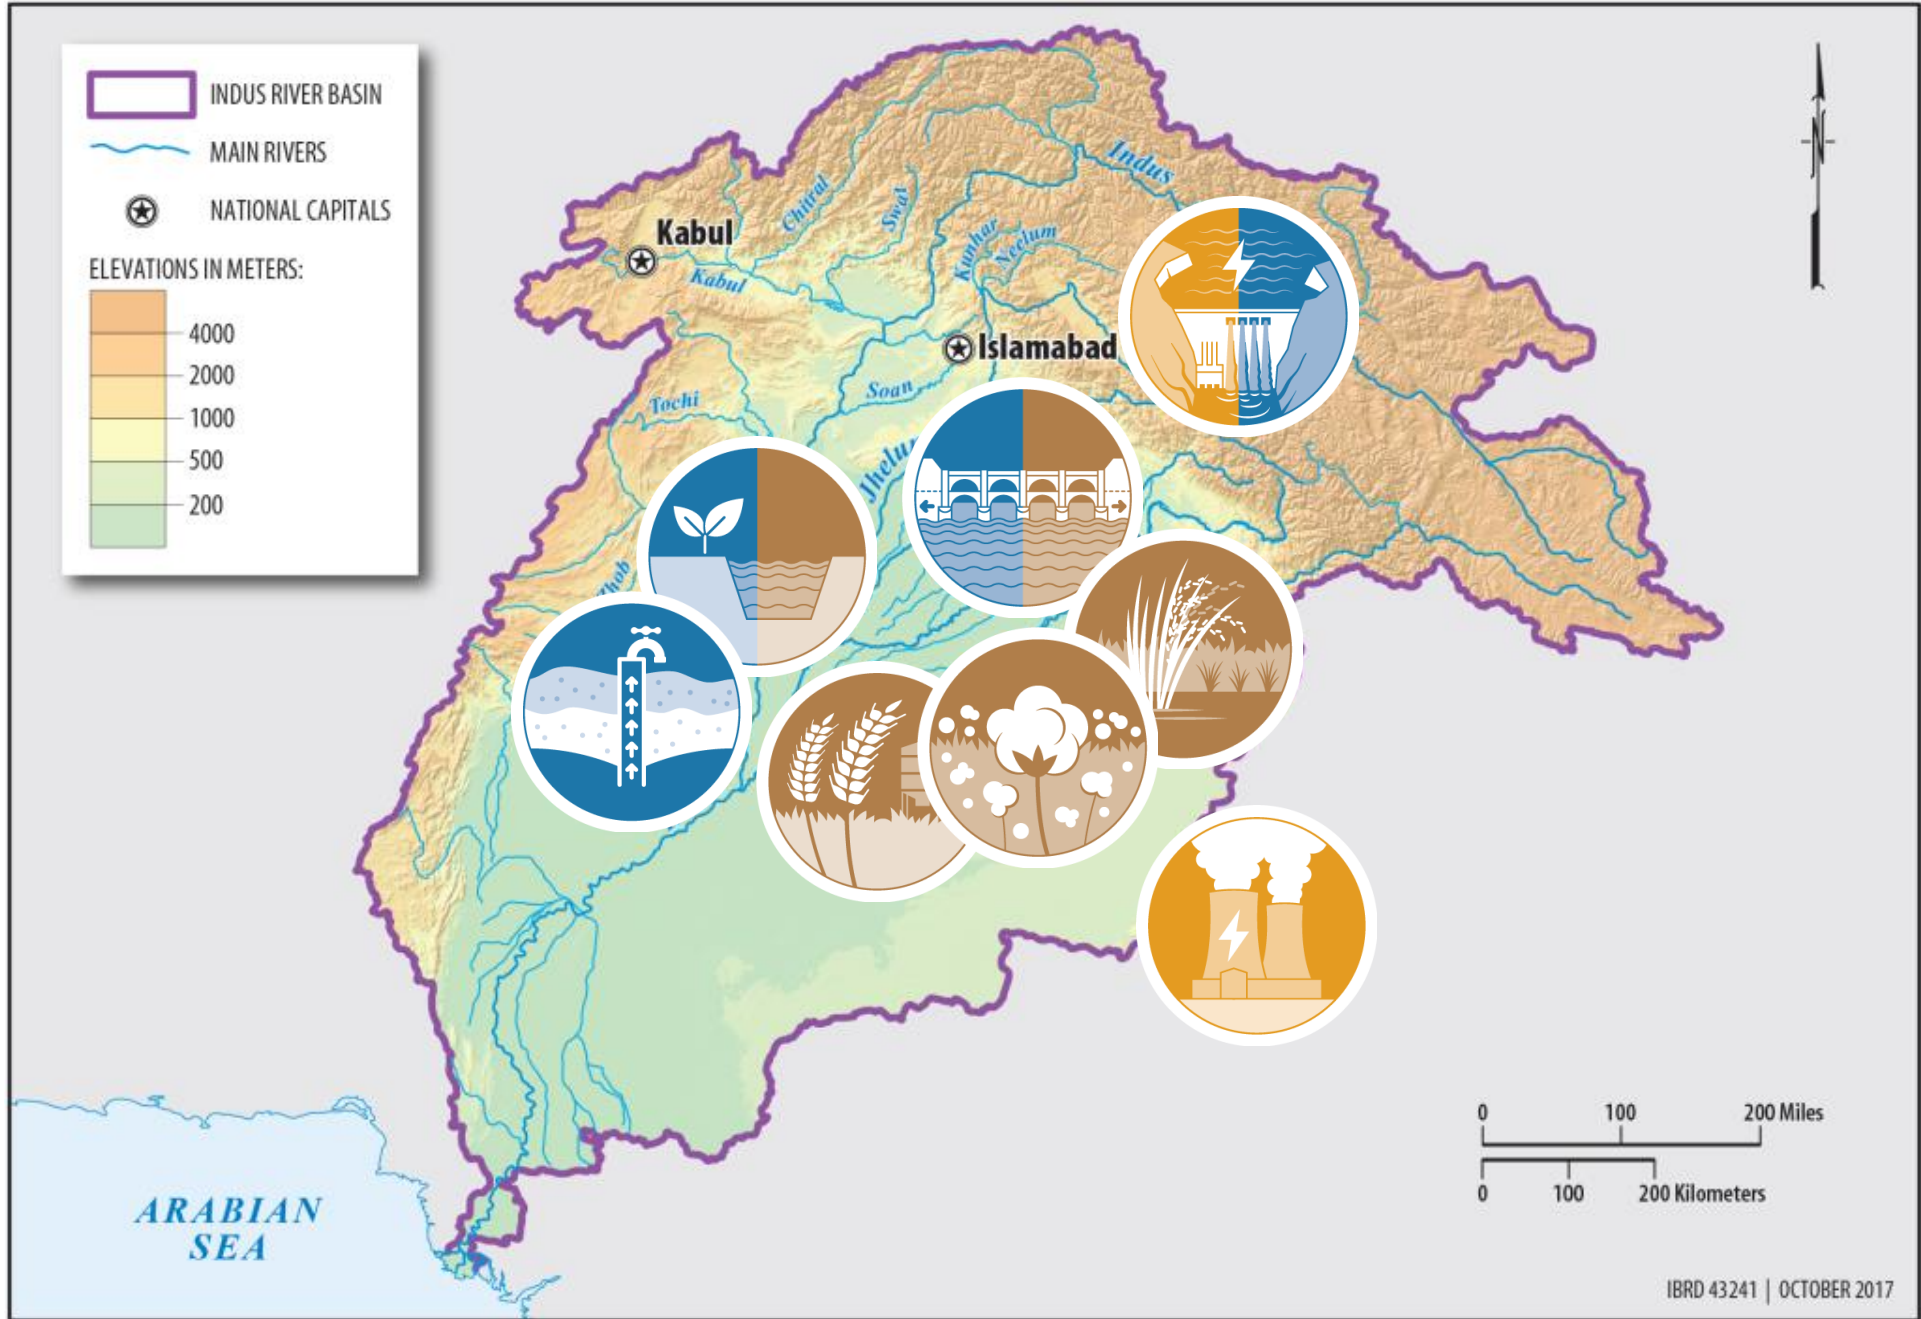 INDUS RIVER BASIN
MAIN RIVERS
NATIONAL CAPITALS
ELEVATIONS IN METERS:
4000
2000
1000
500
200
Indus
Chitral
Swat
Kabul
Kunhar
Neelum
Kabul
Islamabad
Soan
Tochi
N
0 100 200 Miles
0 100 200 Kilometers
ARABIAN
SEA
IBRD 43241 | OCTOBER 2017